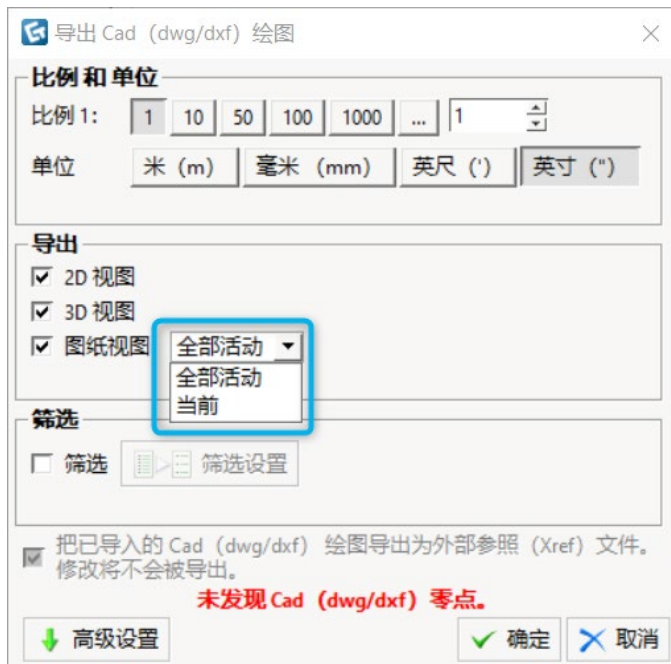 导出 Cad（dwg/dxf）绘图
比例和单位
比例 1: 1 10 50 100 1000 ... 1
单位 米（m） 毫米（mm） 英尺（'） 英寸（"）
导出
2D 视图
3D 视图
图纸视图 全部活动
全部活动
当前
筛选
筛选 筛选设置
把已导入的 Cad（dwg/dxf） 绘图导出为外部参照（Xref）文件。
修改将不会被导出。
未发现 Cad（dwg/dxf）零点。
高级设置 确定 取消